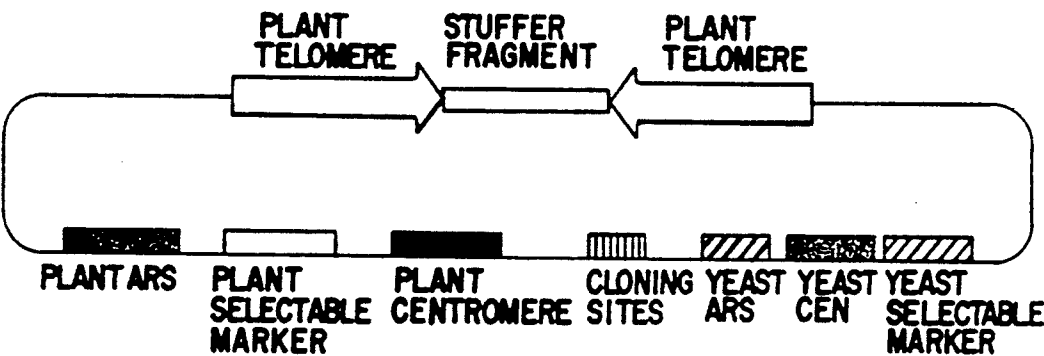 PLANT
TELOMERE
STUFFER
FRAGMENT
PLANT
TELOMERE
PLANT ARS
PLANT
SELECTABLE
MARKER
PLANT
CENTROMERE
CLONING
SITES
YEAST
ARS
YEAST
CEN
YEAST
SELECTABLE
MARKER